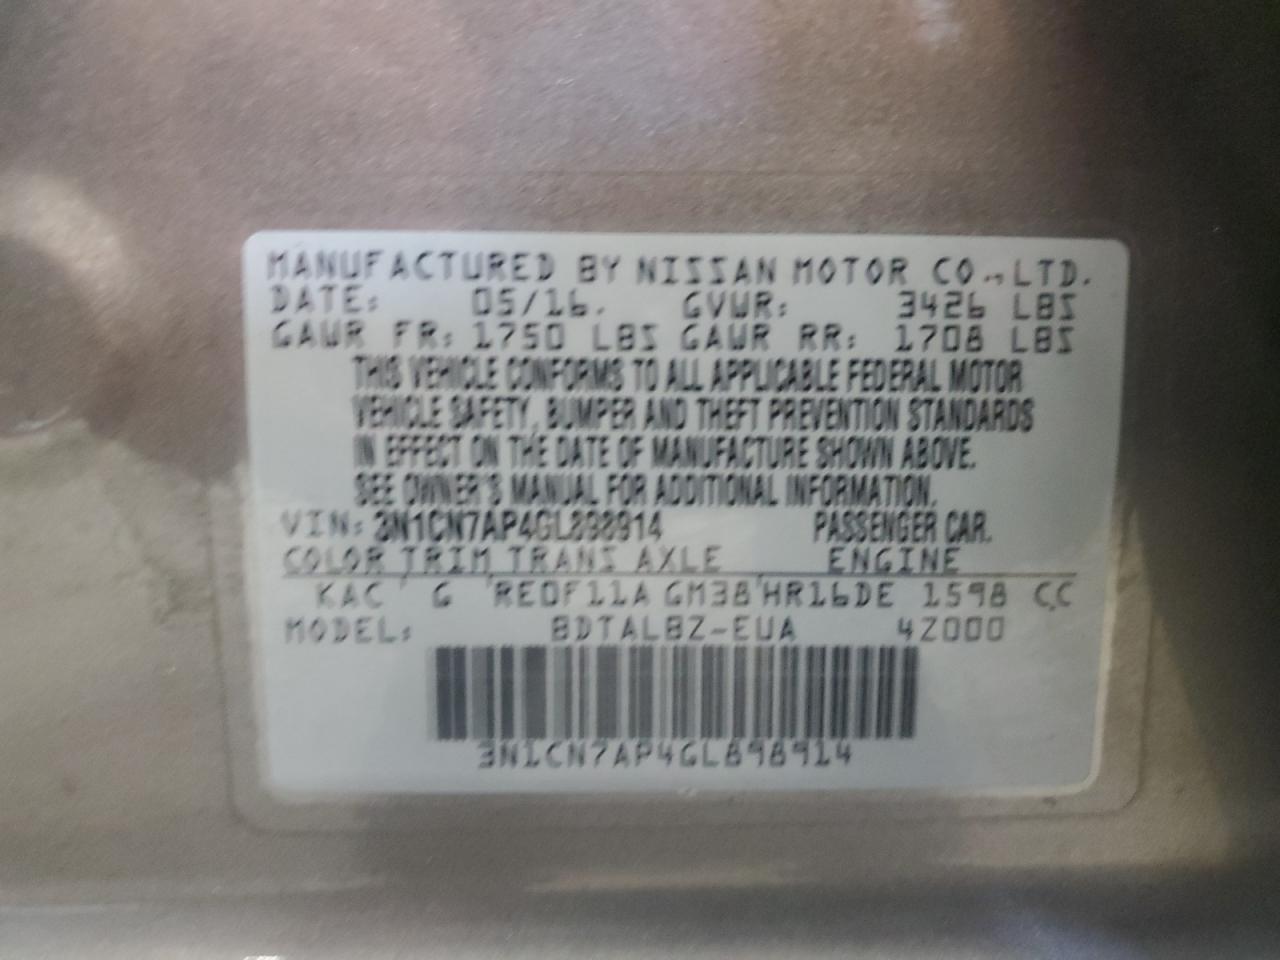 MANUFACTURED BY NISSAN MOTOR CO.,LTD.
DATE: 05/16. GVWR: 3426 LBS
GAWR FR: 1750 LBS GAWR RR: 1708 LBS
THIS VEHICLE CONFORMS TO ALL APPLICABLE FEDERAL MOTOR
VEHICLE SAFETY, BUMPER AND THEFT PREVENTION STANDARDS
IN EFFECT ON THE DATE OF MANUFACTURE SHOWN ABOVE.
SEE OWNER'S MANUAL FOR ADDITIONAL INFORMATION.
VIN: 3N1CN7AP4GL898914 PASSENGER CAR.
COLOR TRIM TRANS AXLE ENGINE
KAC G RE0F11A GM38 HR16DE 1598 CC
MODEL: BDTALBZ-EUA 4Z000
3N1CN7AP4GL898914